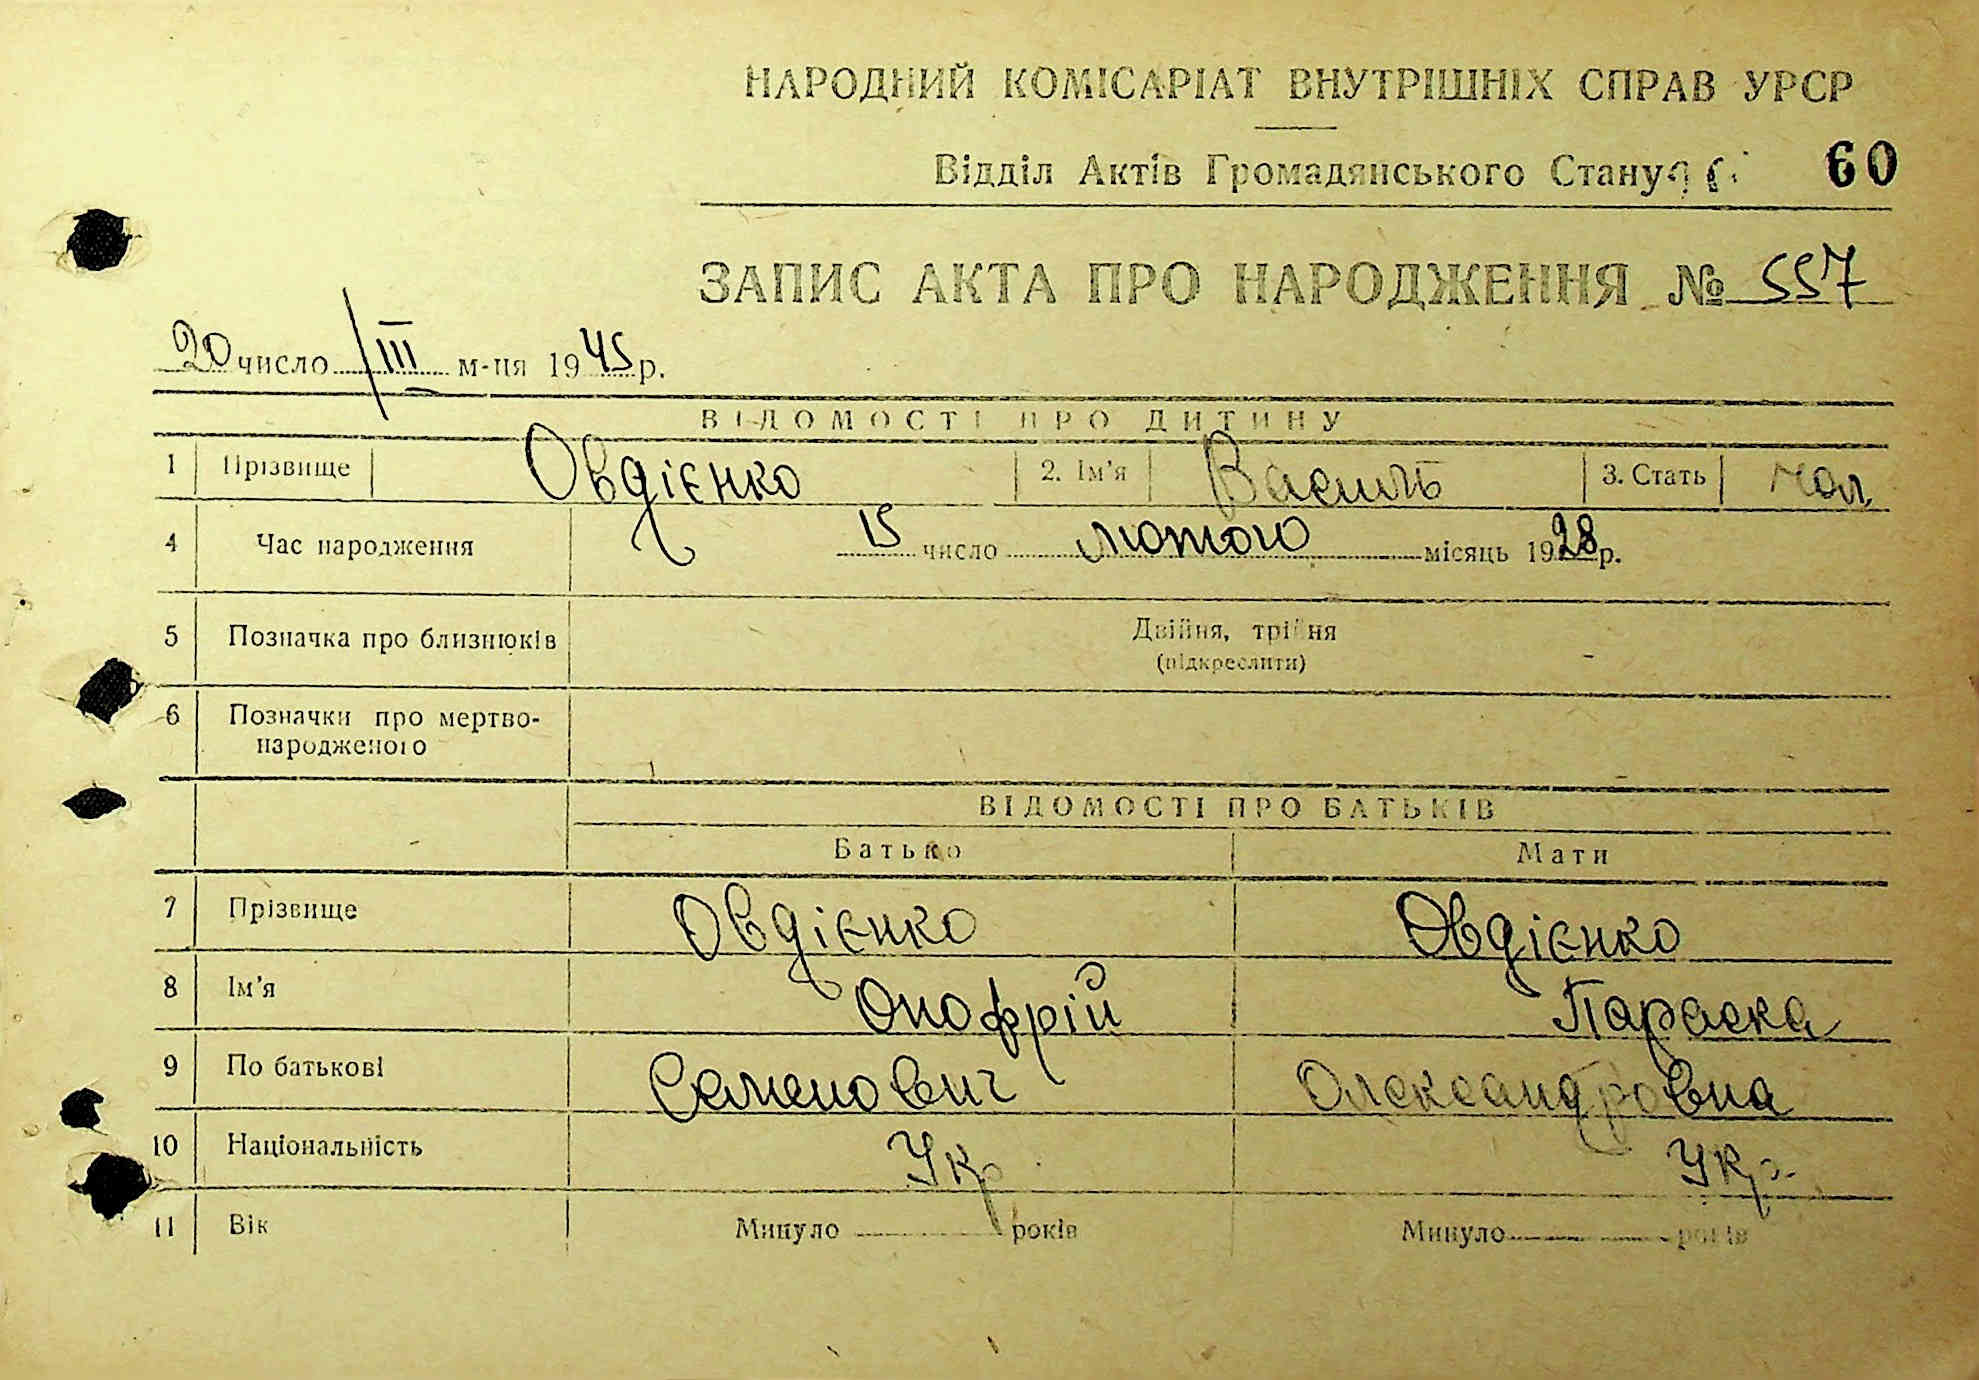 НАРОДНИЙ КОМІСАРІАТ ВНУТРІШНІХ СПРАВ УРСР
Відділ Актів Громадянського Стану 60
ЗАПИС АКТА ПРО НАРОДЖЕННЯ № 557
20 число III м-ця 1945 р.
ВІДОМОСТІ ПРО ДИТИНУ
1 Прізвище Овдієнко 2. Ім’я Василь 3. Стать чол.
4 Час народження 15 число лютого місяць 1928 р.
5 Позначка про близнюків Двійня, трійня
(підкреслити)
6 Позначки про мертво-
народженого
ВІДОМОСТІ ПРО БАТЬКІВ
Батько Мати
7 Прізвище Овдієнко Овдієнко
8 Ім’я Онофрій Параска
9 По батькові Семенович Олександровна
10 Національність Укр Укр.
11 Вік Минуло років Минуло років